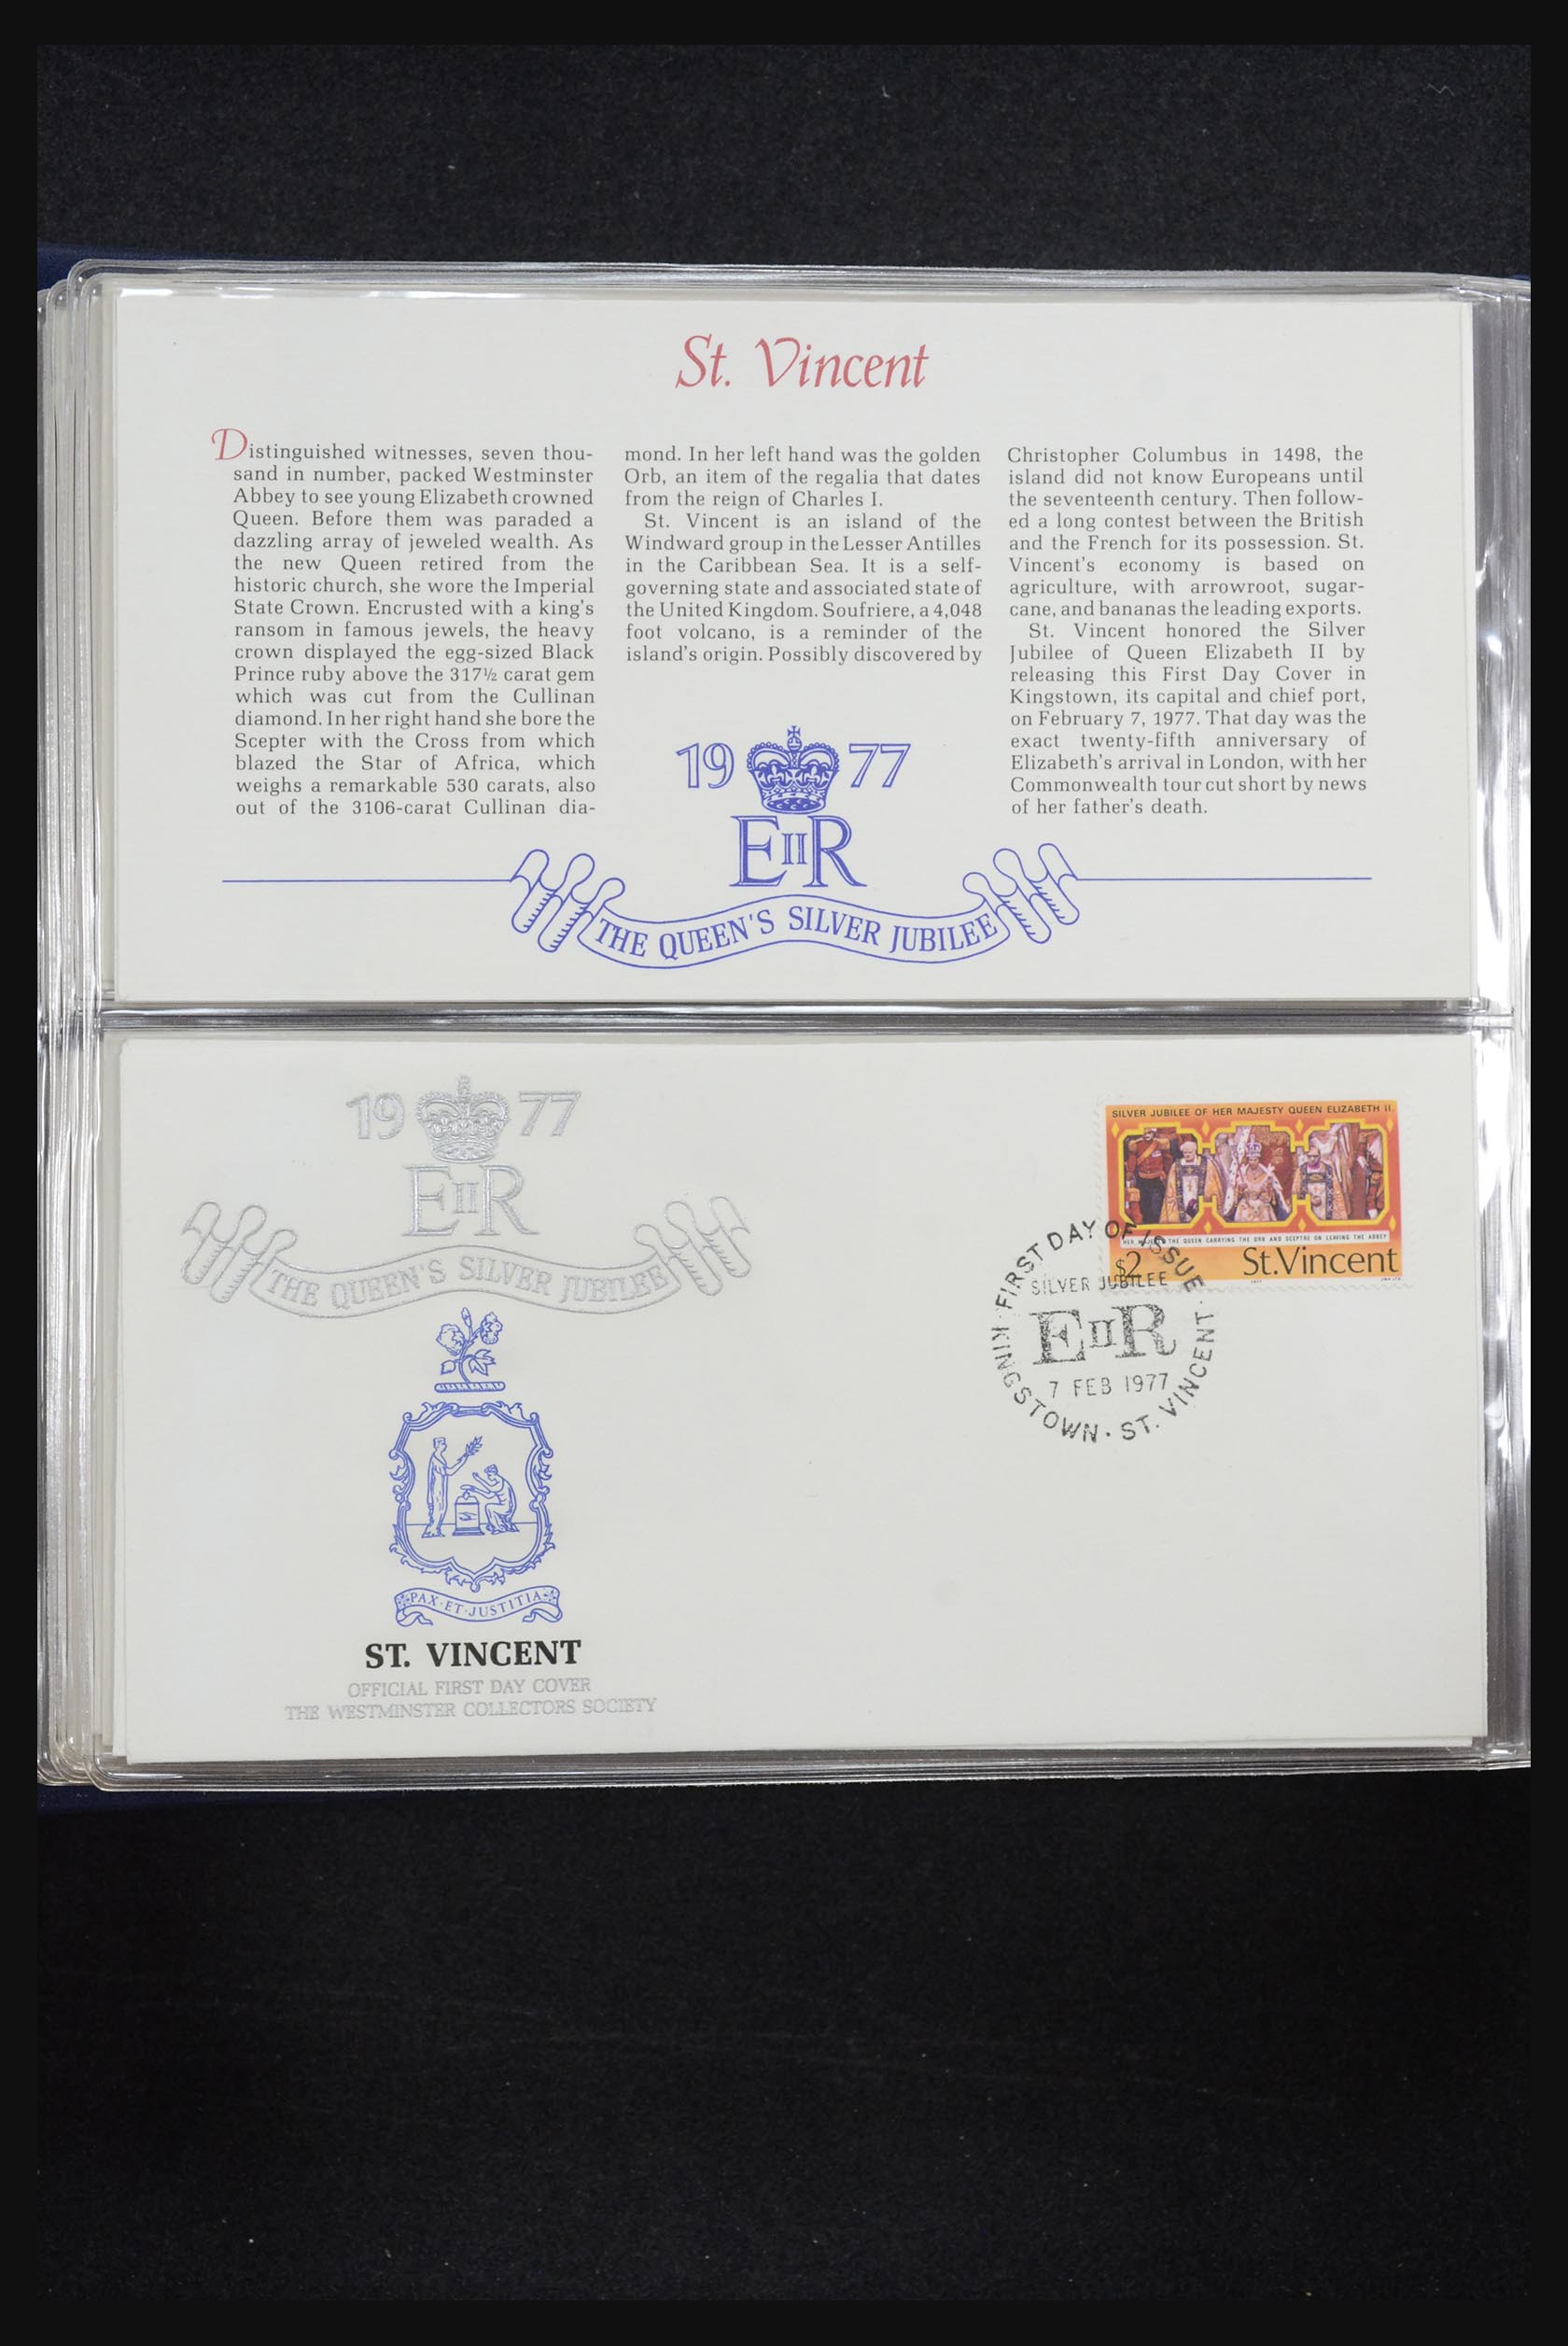 St. Vincent
Distinguished witnesses, seven thou-
sand in number, packed Westminster
Abbey to see young Elizabeth crowned
Queen. Before them was paraded a
dazzling array of jeweled wealth. As
the new Queen retired from the
historic church, she wore the Imperial
State Crown. Encrusted with a king's
ransom in famous jewels, the heavy
crown displayed the egg-sized Black
Prince ruby above the 317½ carat gem
which was cut from the Cullinan
diamond. In her right hand she bore the
Scepter with the Cross from which
blazed the Star of Africa, which
weighs a remarkable 530 carats, also
out of the 3106-carat Cullinan dia-
mond. In her left hand was the golden
Orb, an item of the regalia that dates
from the reign of Charles I.
St. Vincent is an island of the
Windward group in the Lesser Antilles
in the Caribbean Sea. It is a self-
governing state and associated state of
the United Kingdom. Soufriere, a 4,048
foot volcano, is a reminder of the
island's origin. Possibly discovered by
Christopher Columbus in 1498, the
island did not know Europeans until
the seventeenth century. Then follow-
ed a long contest between the British
and the French for its possession. St.
Vincent's economy is based on
agriculture, with arrowroot, sugar-
cane, and bananas the leading exports.
St. Vincent honored the Silver
Jubilee of Queen Elizabeth II by
releasing this First Day Cover in
Kingstown, its capital and chief port,
on February 7, 1977. That day was the
exact twenty-fifth anniversary of
Elizabeth's arrival in London, with her
Commonwealth tour cut short by news
of her father's death.
19 77
EIIR
THE QUEEN'S SILVER JUBILEE
19 77
EIIR
THE QUEEN'S SILVER JUBILEE
PAX·ET·JUSTITIA
ST. VINCENT
OFFICIAL FIRST DAY COVER
THE WESTMINSTER COLLECTORS SOCIETY
SILVER JUBILEE OF HER MAJESTY QUEEN ELIZABETH II.
HER MAJESTY THE QUEEN CARRYING THE ORB AND SCEPTRE ON LEAVING THE ABBEY
$2 St.Vincent
FIRST DAY OF ISSUE
SILVER JUBILEE
EIIR
7 FEB 1977
KINGSTOWN · ST. VINCENT ·